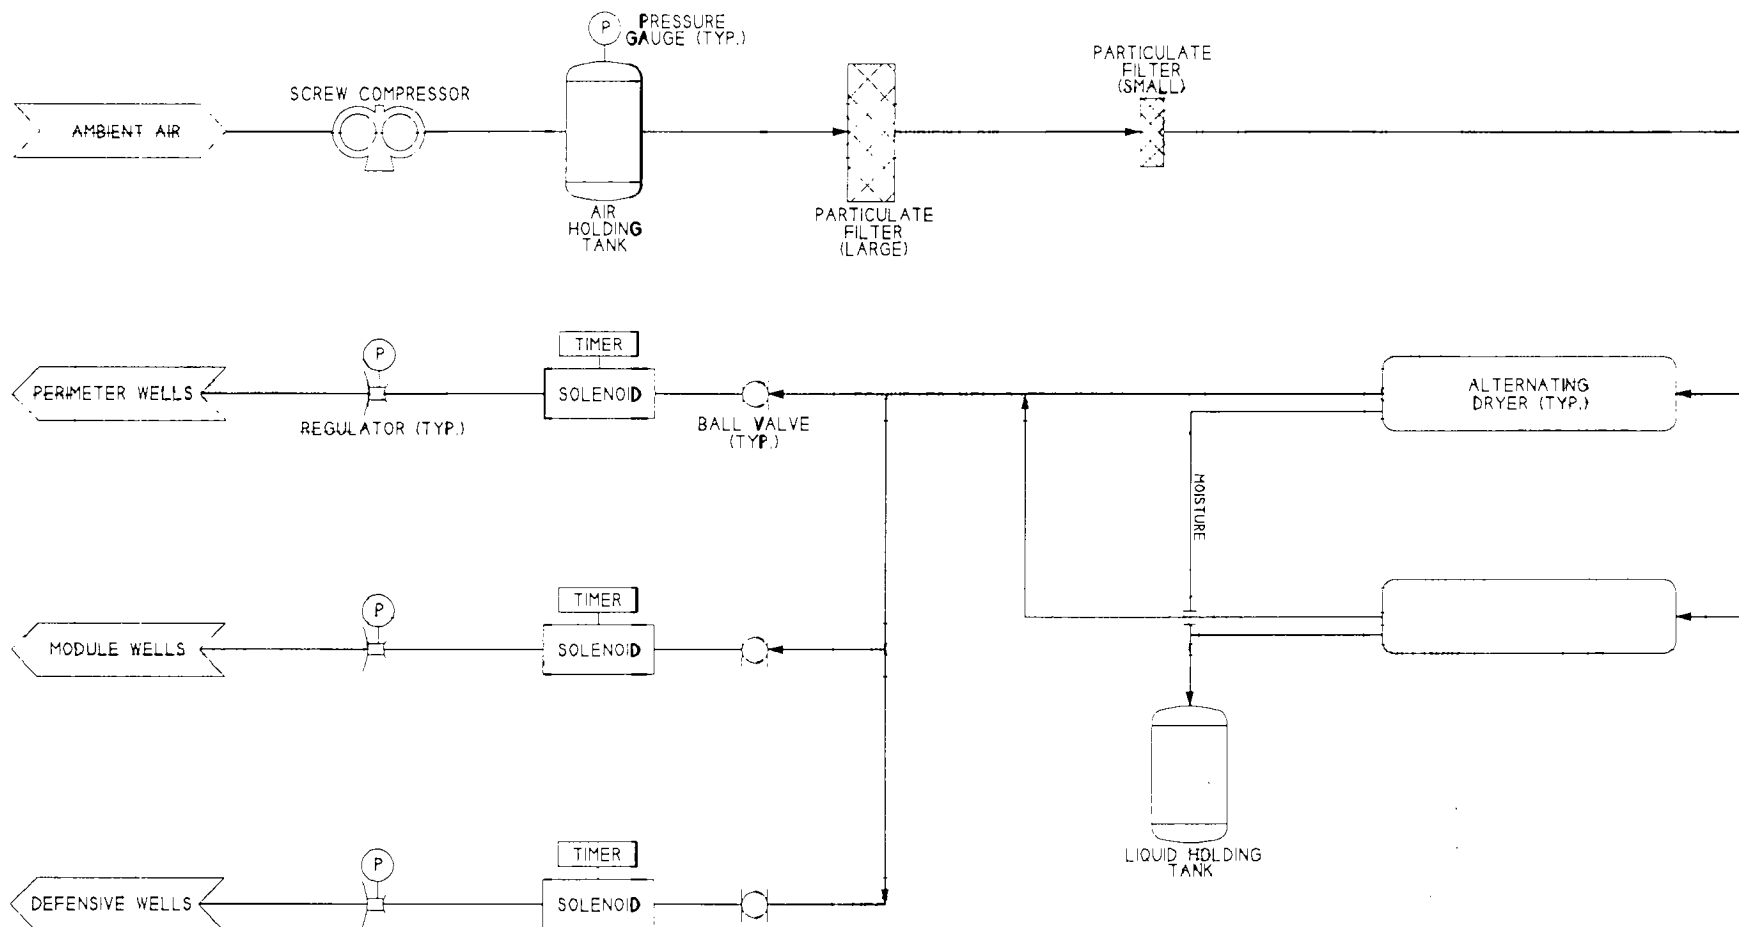 P
PRESSURE
GAUGE (TYP.)
PARTICULATE
FILTER
(SMALL)
SCREW COMPRESSOR
AMBIENT AIR
AIR
HOLDING
TANK
PARTICULATE
FILTER
(LARGE)
TIMER
P
PERIMETER WELLS
SOLENOID
ALTERNATING
DRYER (TYP.)
REGULATOR (TYP.)
BALL VALVE
(TYP.)
MOISTURE
TIMER
P
MODULE WELLS
SOLENOID
TIMER
P
LIQUID HOLDING
TANK
DEFENSIVE WELLS
SOLENOID